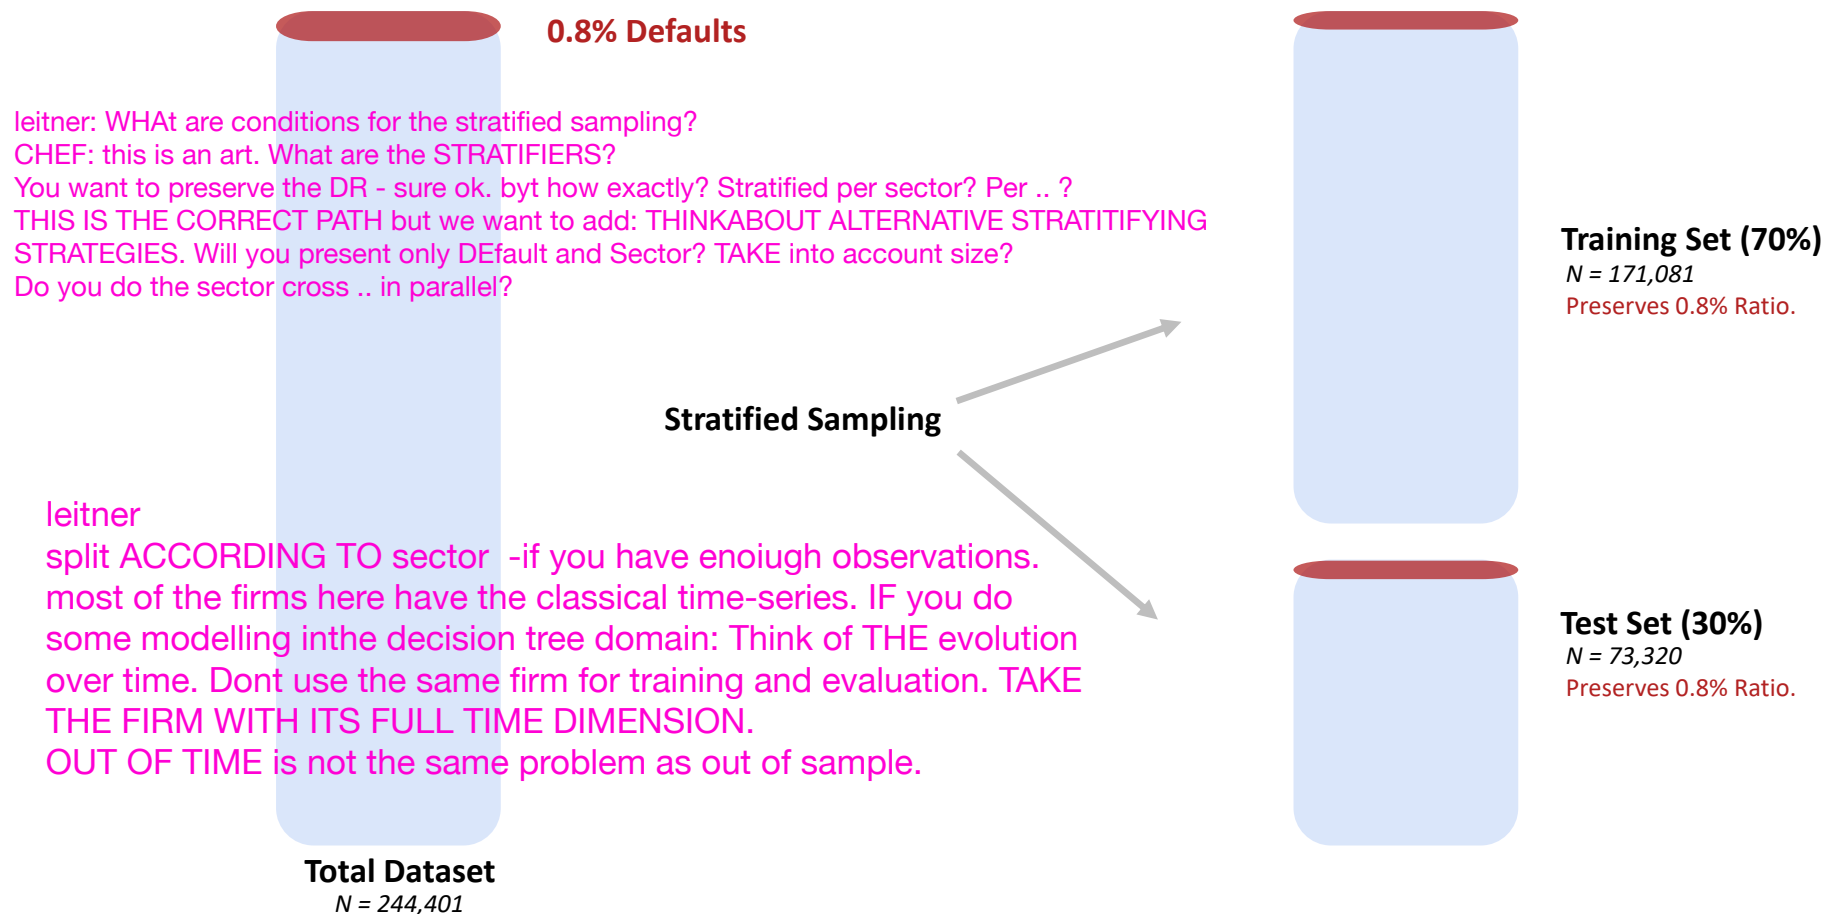 0.8% Defaults
leitner: WHAt are conditions for the stratified sampling?
CHEF: this is an art. What are the STRATIFIERS?
You want to preserve the DR - sure ok. byt how exactly? Stratified per sector? Per .. ?
THIS IS THE CORRECT PATH but we want to add: THINKABOUT ALTERNATIVE STRATITIFYING
STRATEGIES. Will you present only DEfault and Sector? TAKE into account size?
Do you do the sector cross .. in parallel?
Training Set (70%)
N = 171,081
Preserves 0.8% Ratio.
Stratified Sampling
leitner
split ACCORDING TO sector -if you have enoiugh observations.
most of the firms here have the classical time-series. IF you do
some modelling inthe decision tree domain: Think of THE evolution
over time. Dont use the same firm for training and evaluation. TAKE
THE FIRM WITH ITS FULL TIME DIMENSION.
OUT OF TIME is not the same problem as out of sample.
Test Set (30%)
N = 73,320
Preserves 0.8% Ratio.
Total Dataset
N = 244,401